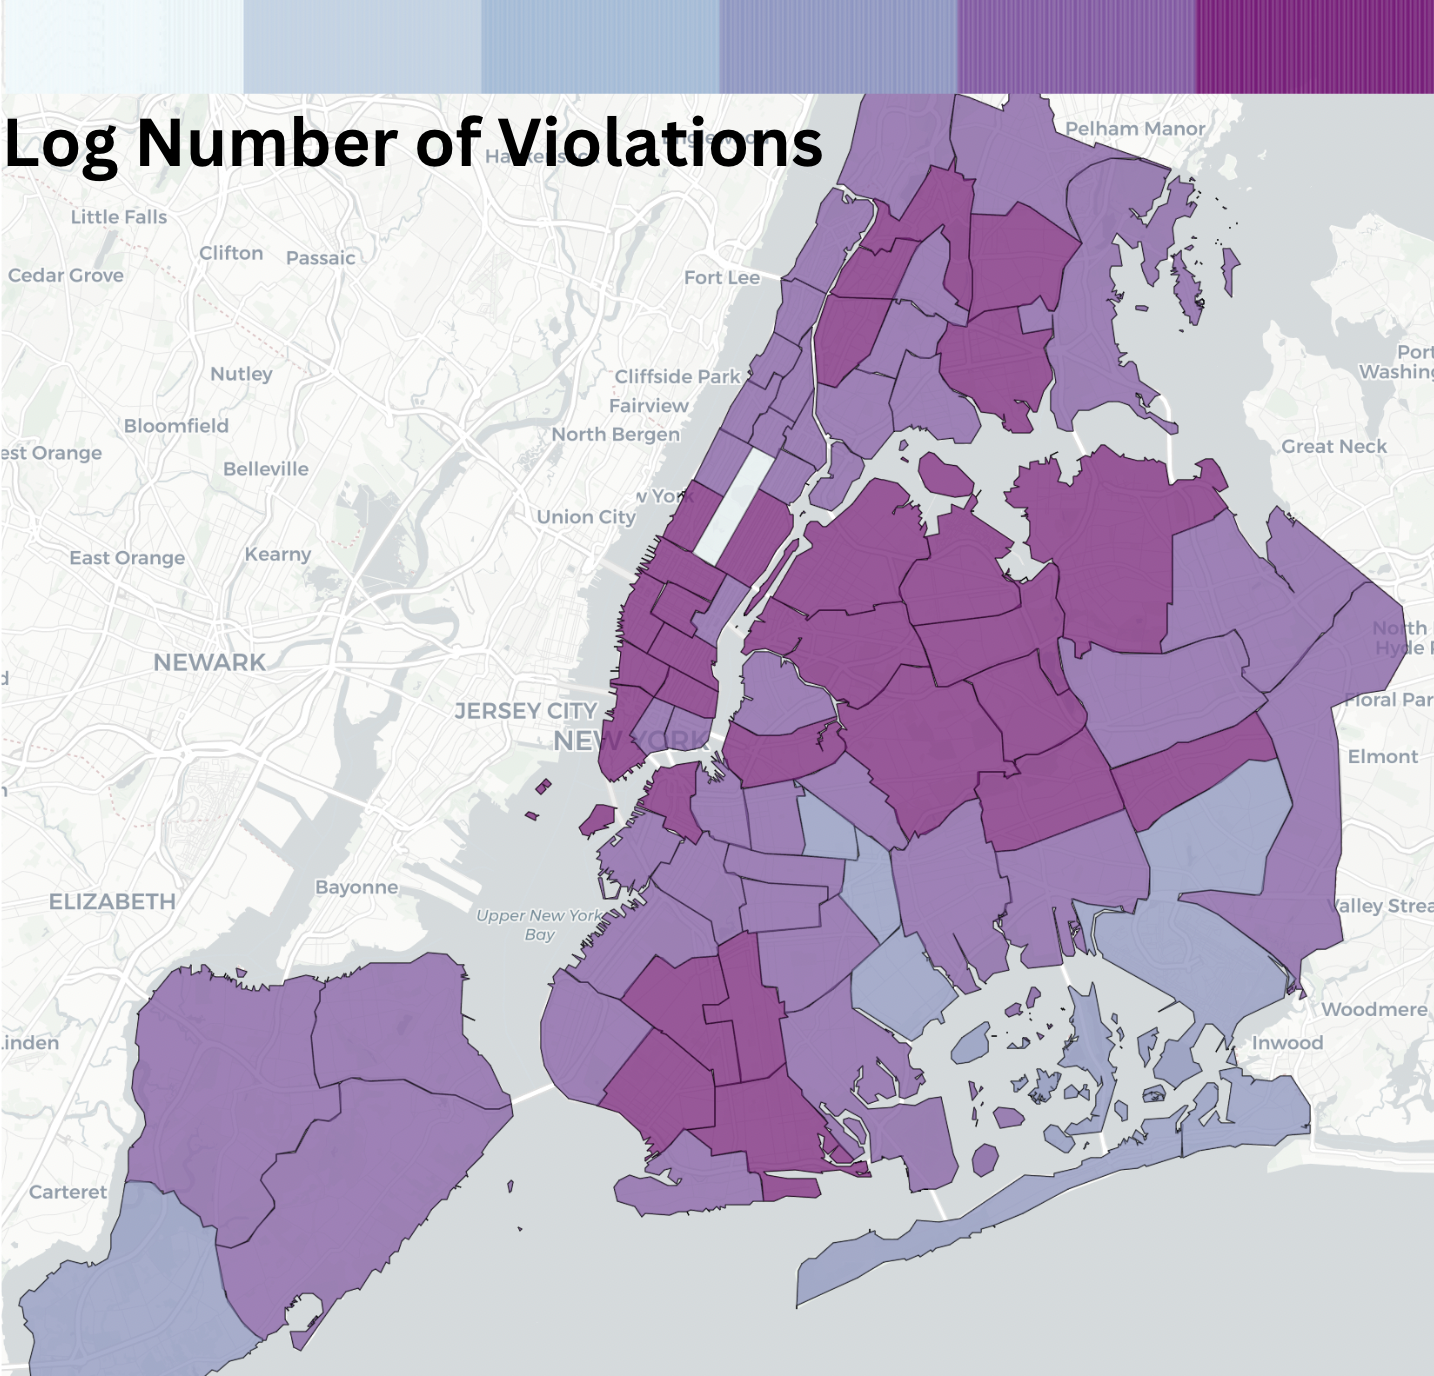 Log Number of Violations
Pelham Manor
Little Falls
Clifton
Passaic
Cedar Grove
Fort Lee
Port
Washing
Nutley
Cliffside Park
Fairview
Bloomfield
North Bergen
est Orange
Great Neck
Belleville
w York
Union City
East Orange
Kearny
North
Hyde P
NEWARK
Floral Par
JERSEY CITY
NEW YORK
Elmont
Bayonne
ELIZABETH
Upper New York
Bay
Valley Strea
Woodmere
Linden
Inwood
Carteret